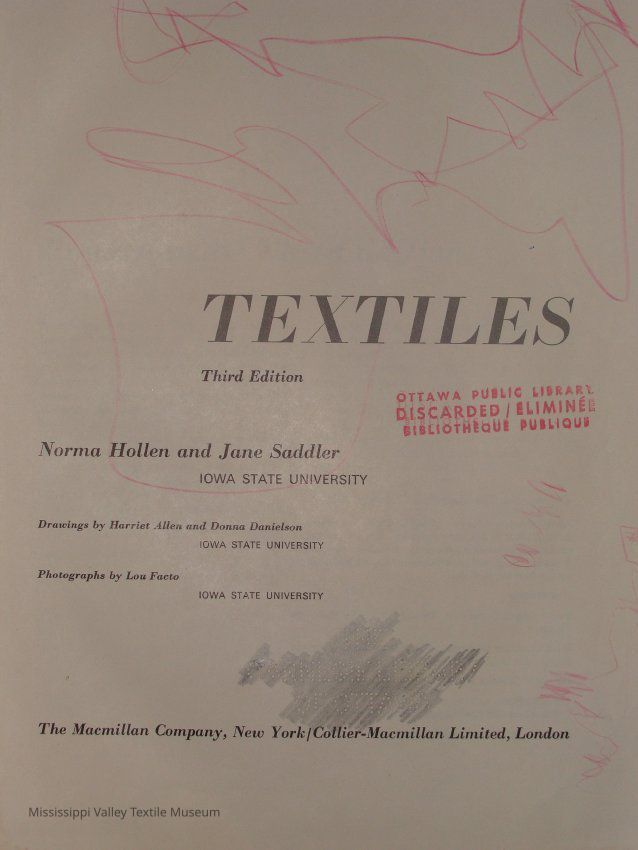 TEXTILES
Third Edition
OTTAWA PUBLIC LIBRARY
DISCARDED / ELIMINÉE
BIBLIOTHEQUE PUBLIQUE
Norma Hollen and Jane Saddler
IOWA STATE UNIVERSITY
Drawings by Harriet Allen and Donna Danielson
IOWA STATE UNIVERSITY
Photographs by Lou Facto
IOWA STATE UNIVERSITY
The Macmillan Company, New York/Collier-Macmillan Limited, London
Mississippi Valley Textile Museum